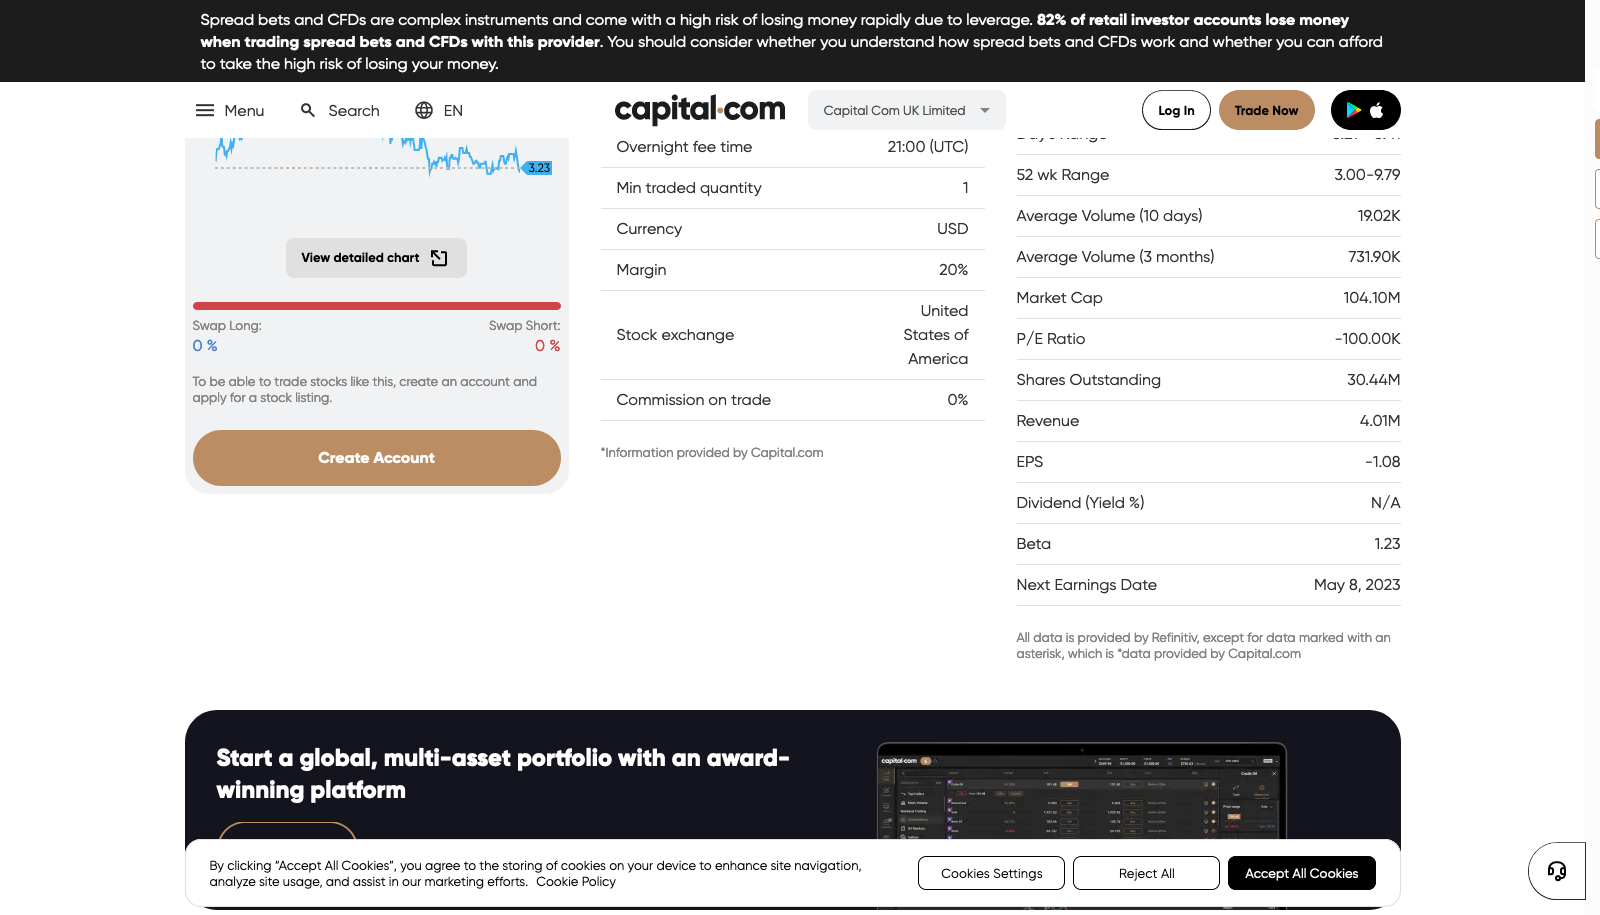 Spread bets and CFDs are complex instruments and come with a high risk of losing money rapidly due to leverage. 82% of retail investor accounts lose money
when trading spread bets and CFDs with this provider. You should consider whether you understand how spread bets and CFDs work and whether you can afford
to take the high risk of losing your money.
Menu
Search
EN
capital.com
Capital Com UK Limited
Log In
Trade Now
3.23
View detailed chart
Swap Long:
Swap Short:
0 %
0 %
To be able to trade stocks like this, create an account and
apply for a stock listing.
Create Account
Overnight fee time
21:00 (UTC)
Min traded quantity
1
Currency
USD
Margin
20%
Stock exchange
United
States of
America
Commission on trade
0%
*Information provided by Capital.com
52 wk Range
3.00-9.79
Average Volume (10 days)
19.02K
Average Volume (3 months)
731.90K
Market Cap
104.10M
P/E Ratio
-100.00K
Shares Outstanding
30.44M
Revenue
4.01M
EPS
-1.08
Dividend (Yield %)
N/A
Beta
1.23
Next Earnings Date
May 8, 2023
All data is provided by Refinitiv, except for data marked with an
asterisk, which is *data provided by Capital.com
Start a global, multi-asset portfolio with an award-
winning platform
capital.com
By clicking "Accept All Cookies", you agree to the storing of cookies on your device to enhance site navigation,
analyze site usage, and assist in our marketing efforts. Cookie Policy
Cookies Settings
Reject All
Accept All Cookies